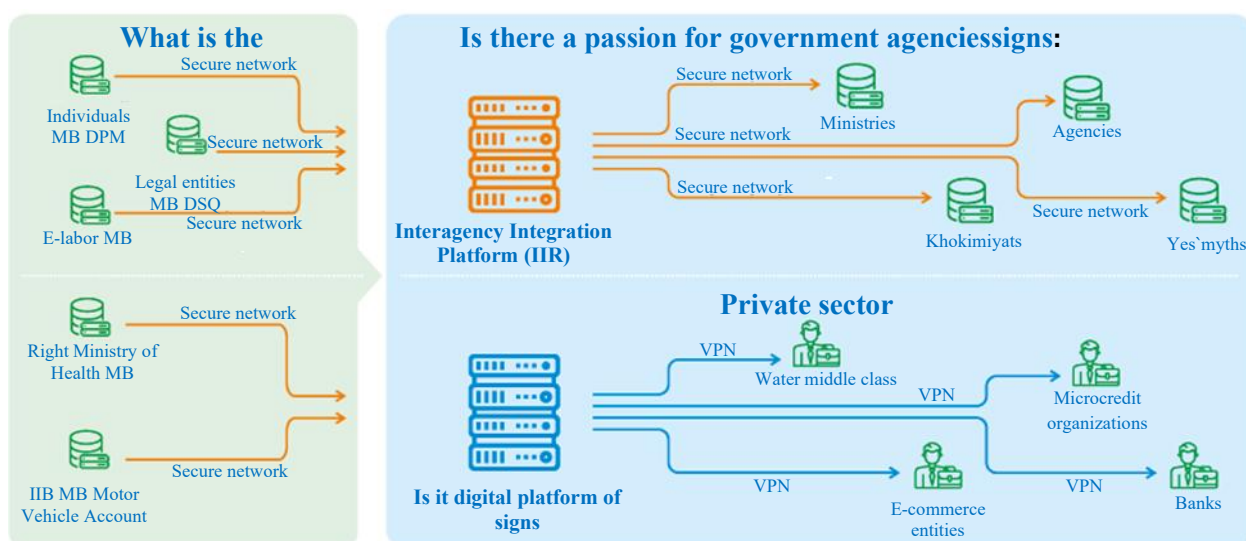 What is the
Secure network
Individuals
MB DPM
Secure network
Legal entities
MB DSQ
Secure network
E-labor MB
Secure network
Right Ministry of
Health MB
Secure network
IIB MB Motor
Vehicle Account
Is there a passion for government agenciessigns:
Secure network
Ministries
Secure network
Agencies
Secure network
Khokimiyats
Secure network
Yes`myths
Interagency Integration
Platform (IIR)
Private sector
VPN
Water middle class
VPN
Microcredit
organizations
VPN
E-commerce
entities
VPN
Banks
Is it digital platform of
signs